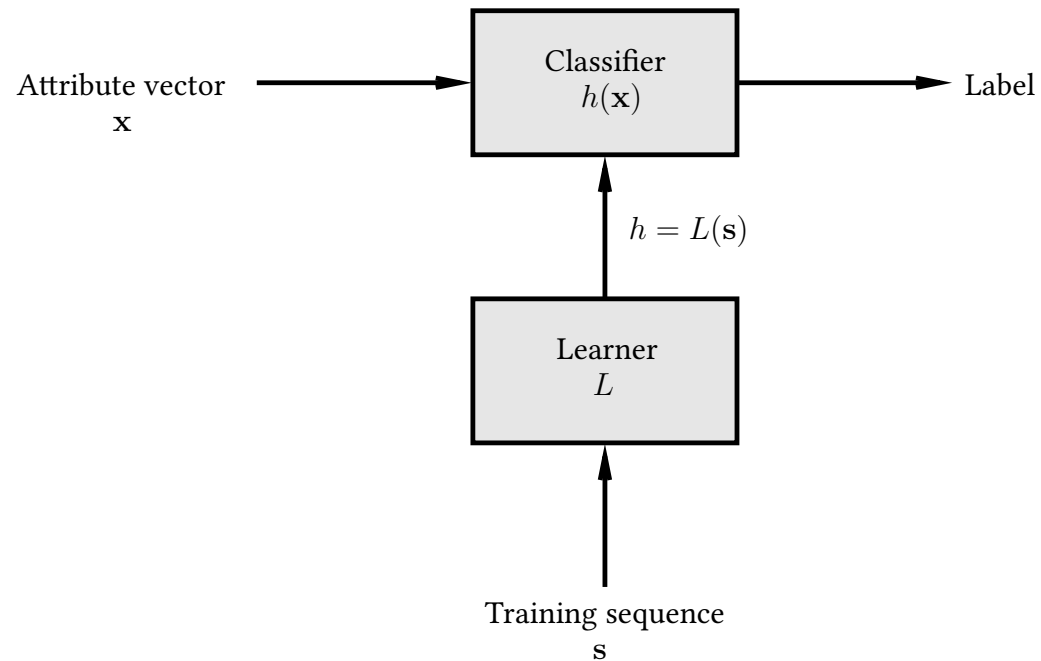 Classifier
h(x)
Attribute vector
x
Label
h = L(s)
Learner
L
Training sequence
s